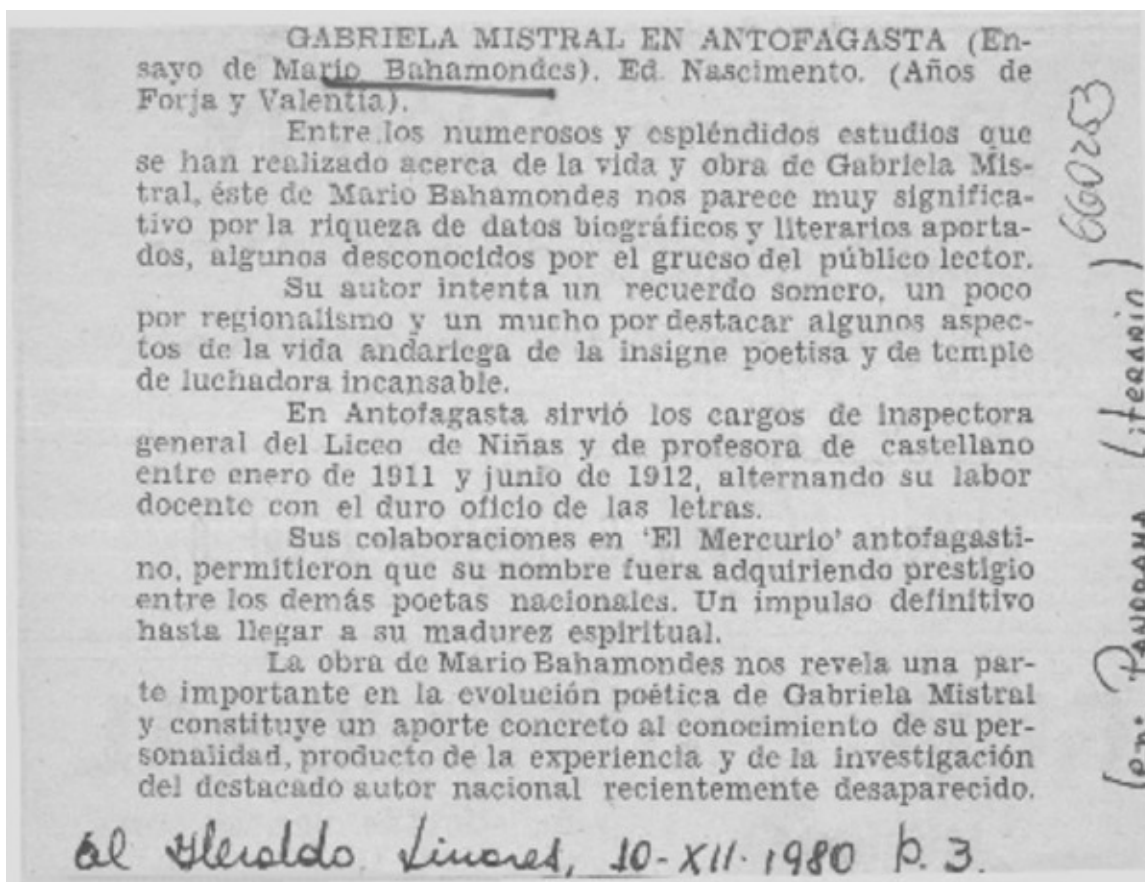 GABRIELA MISTRAL EN ANTOFAGASTA (En-
sayo de Mario Bahamondes). Ed. Nascimento. (Años de
Forja y Valentía).
Entre los numerosos y espléndidos estudios que
se han realizado acerca de la vida y obra de Gabriela Mis-
tral, éste de Mario Bahamondes nos parece muy significa-
tivo por la riqueza de datos biográficos y literarios aporta-
dos, algunos desconocidos por el grueso del público lector.
Su autor intenta un recuerdo somero, un poco
por regionalismo y un mucho por destacar algunos aspec-
tos de la vida andariega de la insigne poetisa y de temple
de luchadora incansable.
En Antofagasta sirvió los cargos de inspectora
general del Liceo de Niñas y de profesora de castellano
entre enero de 1911 y junio de 1912, alternando su labor
docente con el duro oficio de las letras.
Sus colaboraciones en 'El Mercurio' antofagasti-
no, permitieron que su nombre fuera adquiriendo prestigio
entre los demás poetas nacionales. Un impulso definitivo
hasta llegar a su madurez espiritual.
La obra de Mario Bahamondes nos revela una par-
te importante en la evolución poética de Gabriela Mistral
y constituye un aporte concreto al conocimiento de su per-
sonalidad, producto de la experiencia y de la investigación
del destacado autor nacional recientemente desaparecido.
El Heraldo. Linares, 10-XII-1980 p. 3.
PANORAMA Literario)
660253